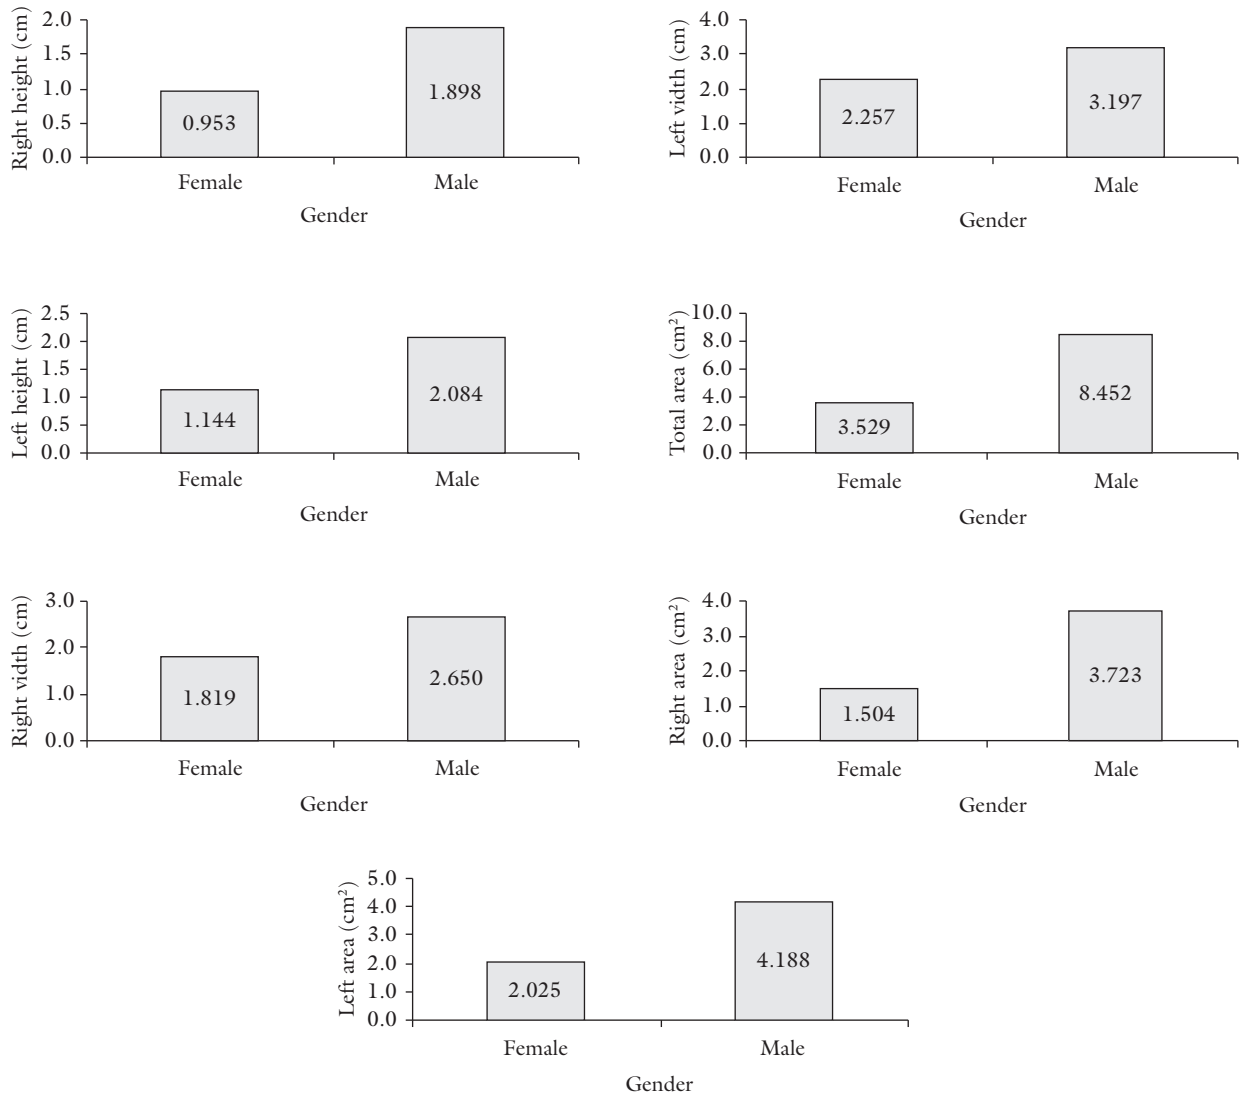 Right height (cm)
2.0
1.5
1.0
0.5
0.0
0.953
1.898
Female
Male
Gender
Left vidth (cm)
4.0
3.0
2.0
1.0
0.0
2.257
3.197
Female
Male
Gender
Left height (cm)
2.5
2.0
1.5
1.0
0.5
0.0
1.144
2.084
Female
Male
Gender
Total area (cm²)
10.0
8.0
6.0
4.0
2.0
0.0
3.529
8.452
Female
Male
Gender
Right vidth (cm)
3.0
2.0
1.0
0.0
1.819
2.650
Female
Male
Gender
Right area (cm²)
4.0
3.0
2.0
1.0
0.0
1.504
3.723
Female
Male
Gender
Left area (cm²)
5.0
4.0
3.0
2.0
1.0
0.0
2.025
4.188
Female
Male
Gender